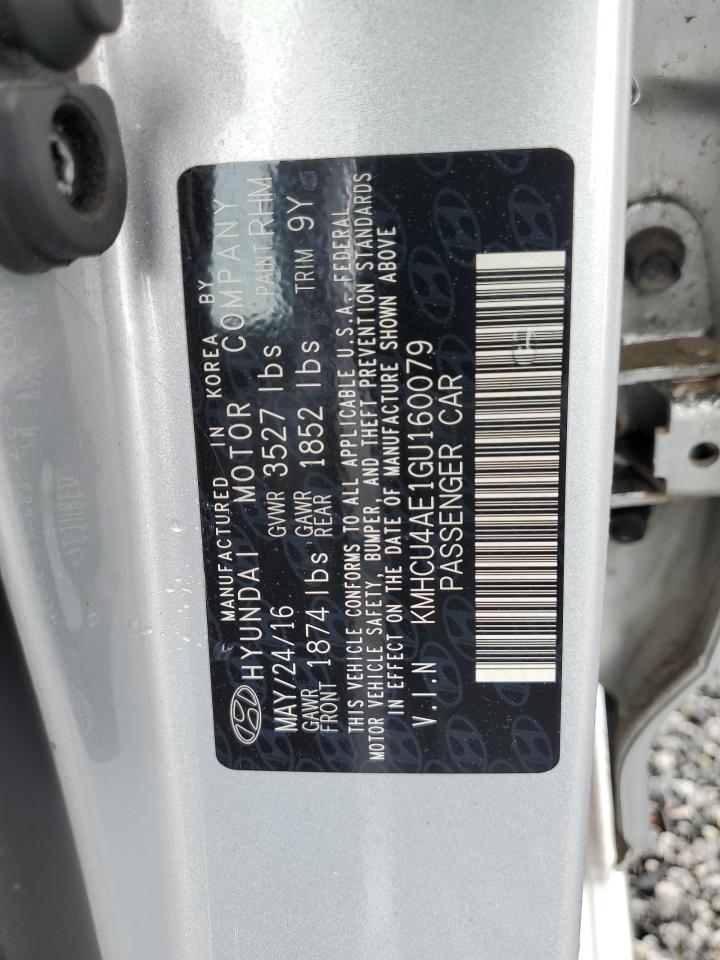 MANUFACTURED IN KOREA BY
HYUNDAI MOTOR COMPANY
MAY/24/16 GVWR 3527 lbs PAINT RHM
GAWR FRONT 1874 lbs GAWR REAR 1852 lbs TRIM 9Y
THIS VEHICLE CONFORMS TO ALL APPLICABLE U.S.A. FEDERAL
MOTOR VEHICLE SAFETY, BUMPER, AND THEFT PREVENTION STANDARDS
IN EFFECT ON THE DATE OF MANUFACTURE SHOWN ABOVE
V.I.N KMHCU4AE1GU160079
PASSENGER CAR